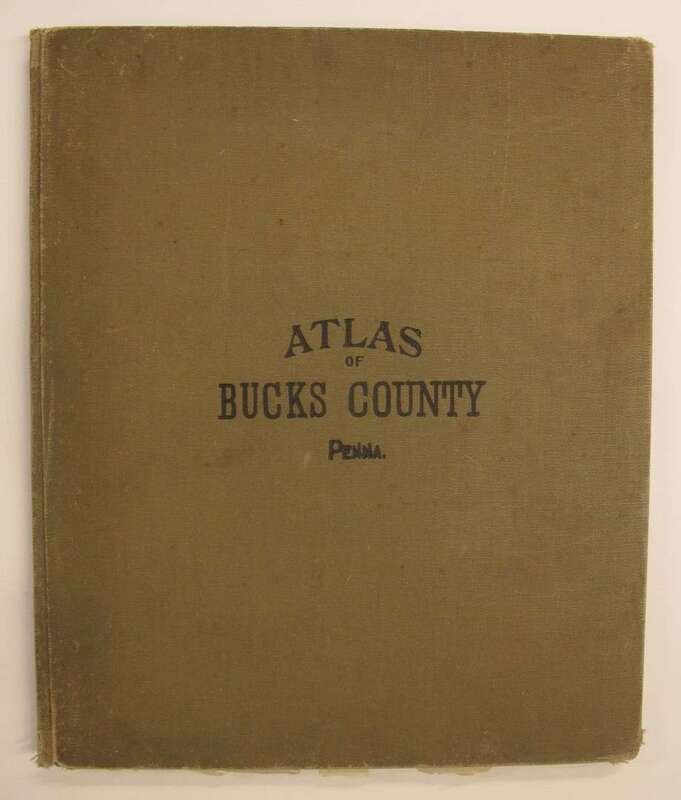 ATLAS
OF
BUCKS COUNTY
PENNA.